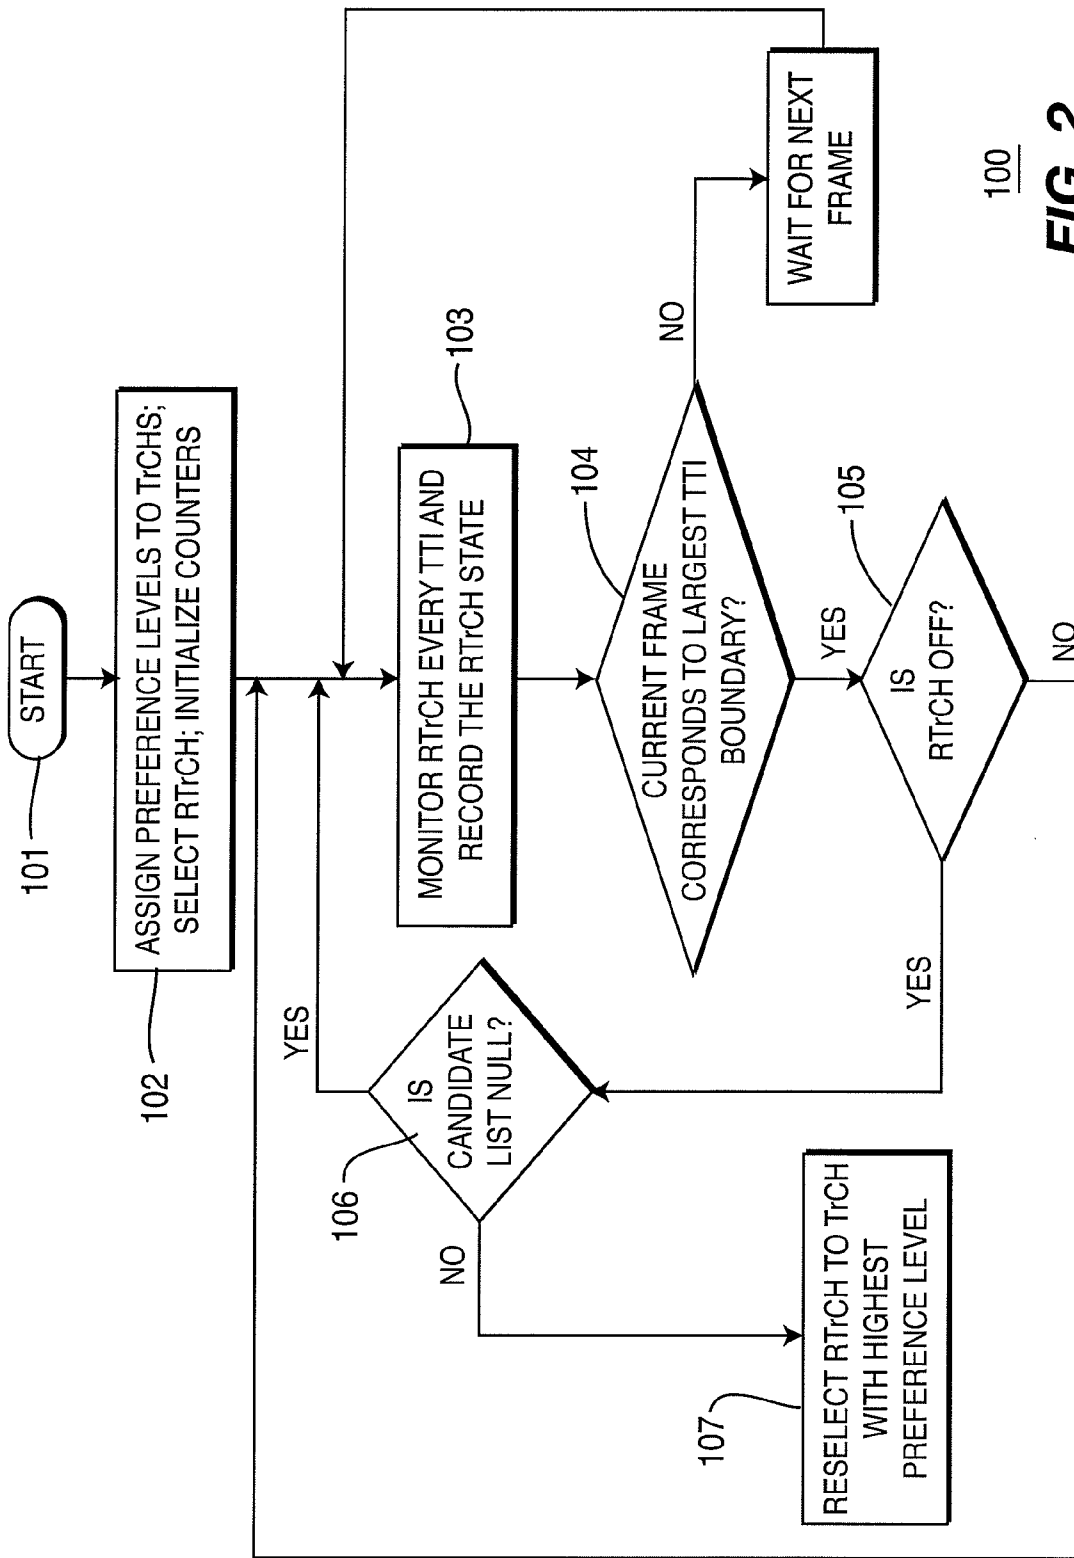 START
101
ASSIGN PREFERENCE LEVELS TO TrCHS;
SELECT RTrCH; INITIALIZE COUNTERS
102
MONITOR RTrCH EVERY TTI AND
RECORD THE RTrCH STATE
103
CURRENT FRAME
CORRESPONDS TO LARGEST TTI
BOUNDARY?
104
NO
WAIT FOR NEXT
FRAME
YES
IS
RTrCH OFF?
105
NO
YES
IS
CANDIDATE
LIST NULL?
106
YES
NO
RESELECT RTrCH TO TrCH
WITH HIGHEST
PREFERENCE LEVEL
107
100
FIG. 2